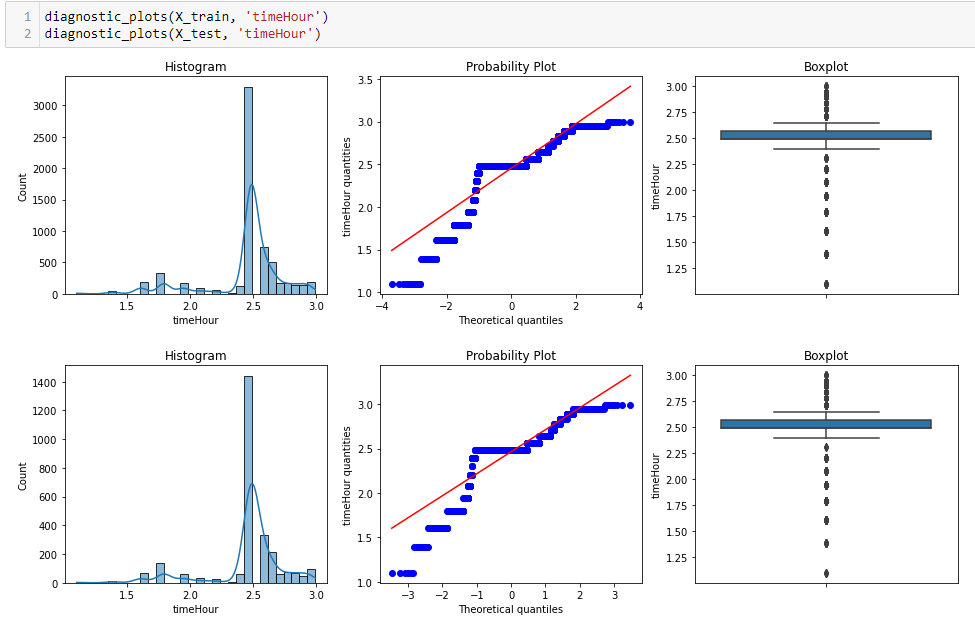 1 diagnostic_plots(X_train, 'timeHour')
2 diagnostic_plots(X_test, 'timeHour')
Histogram
Probability Plot
Boxplot
3000
2500
2000
1500
1000
500
0
Count
1.5 2.0 2.5 3.0
timeHour
3.5
3.0
2.5
2.0
1.5
1.0
timeHour quantities
−4 −2 0 2 4
Theoretical quantiles
3.00
2.75
2.50
2.25
2.00
1.75
1.50
1.25
timeHour
Histogram
Probability Plot
Boxplot
1400
1200
1000
800
600
400
200
0
Count
1.5 2.0 2.5 3.0
timeHour
3.0
2.5
2.0
1.5
1.0
timeHour quantities
−3 −2 −1 0 1 2 3
Theoretical quantiles
3.00
2.75
2.50
2.25
2.00
1.75
1.50
1.25
timeHour